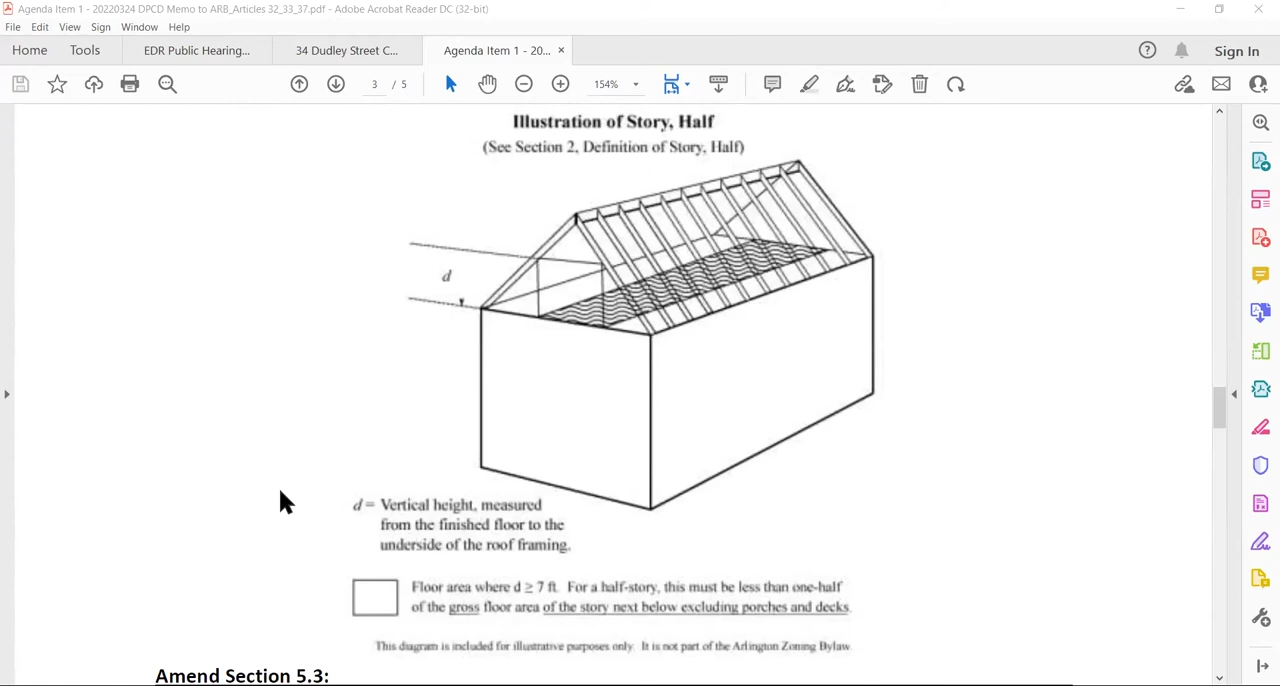 Agenda Item 1 - 20220324 DPCD Memo to ARB_Articles 32_33_37.pdf - Adobe Acrobat Reader DC (32-bit)
File Edit View Sign Window Help
Home Tools EDR Public Hearing... 34 Dudley Street C... Agenda Item 1 - 20... × Sign In
3 / 5 154%
Illustration of Story, Half
(See Section 2, Definition of Story, Half)
d
d = Vertical height, measured
from the finished floor to the
underside of the roof framing.
Floor area where d ≥ 7 ft. For a half-story, this must be less than one-half
of the gross floor area of the story next below excluding porches and decks.
This diagram is included for illustrative purposes only. It is not part of the Arlington Zoning Bylaw
Amend Section 5.3: